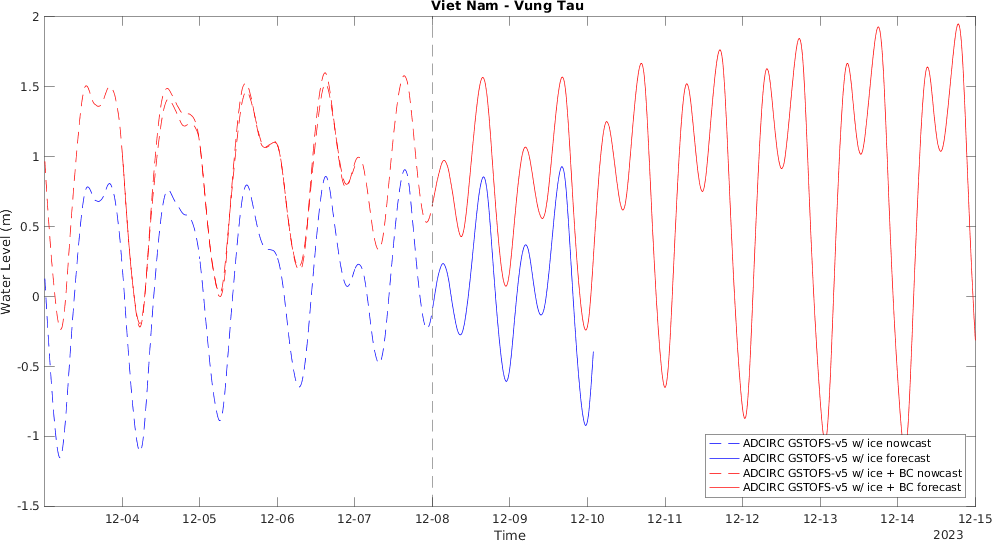 Viet Nam - Vung Tau
2
1.5
1
0.5
0
-0.5
-1
-1.5
Water Level (m)
ADCIRC GSTOFS-v5 w/ ice nowcast
ADCIRC GSTOFS-v5 w/ ice forecast
ADCIRC GSTOFS-v5 w/ ice + BC nowcast
ADCIRC GSTOFS-v5 w/ ice + BC forecast
12-04 12-05 12-06 12-07 12-08 12-09 12-10 12-11 12-12 12-13 12-14 12-15
Time
2023